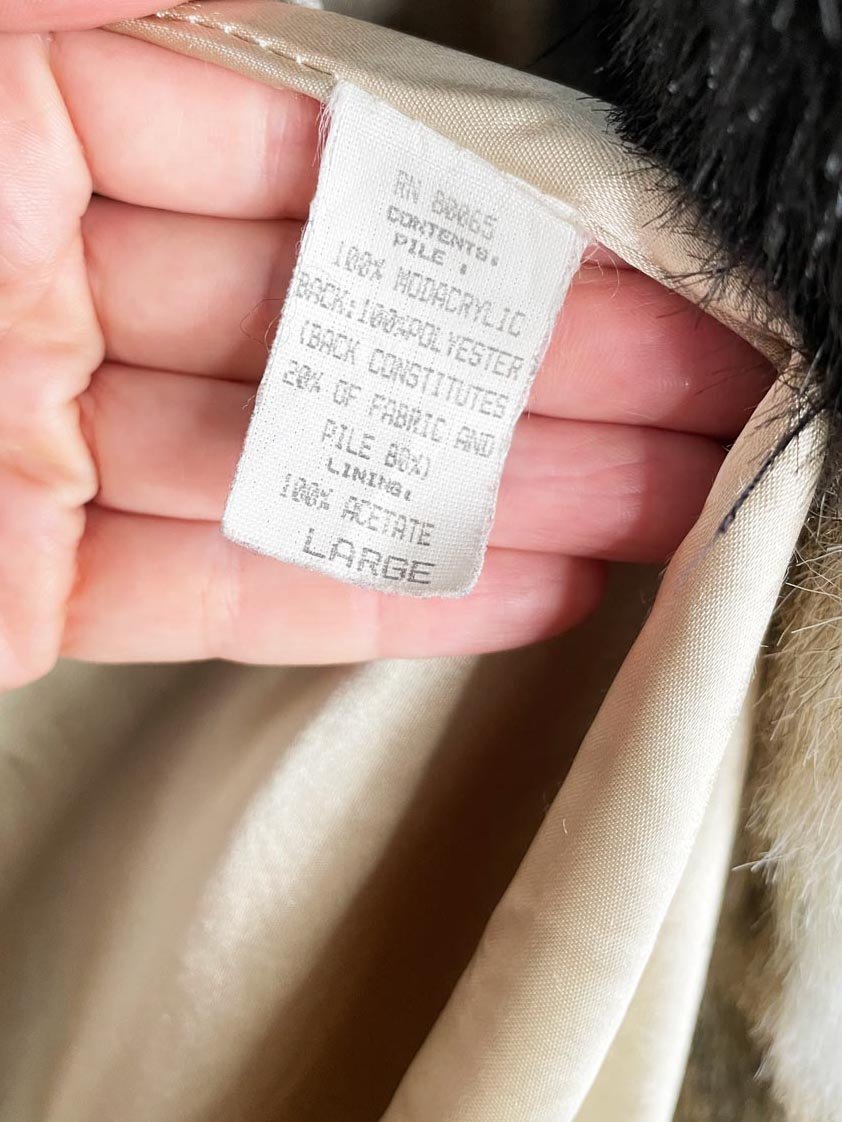 RN 80065
CONTENTS.
PILE .
100% MODACRYLIC
BACK:100%POLYESTER
(BACK CONSTITUTES
20% OF FABRIC AND
PILE 80%)
LINING.
100% ACETATE
LARGE